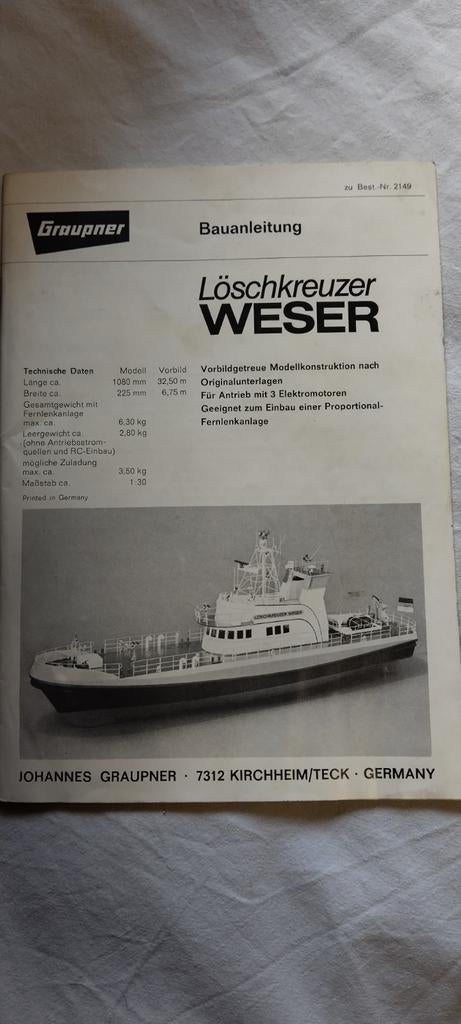 zu Best.-Nr. 2149
Graupner
Bauanleitung
Löschkreuzer
WESER
Technische Daten Modell Vorbild
Länge ca. 1080 mm 32,50 m
Breite ca. 225 mm 6,75 m
Gesamtgewicht mit
Fernlenkanlage
max. ca. 6,30 kg
Leergewicht ca. 2,80 kg
(ohne Antriebsstrom-
quellen und RC-Einbau)
mögliche Zuladung
max. ca. 3,50 kg
Maßstab ca. 1:30
Printed in Germany
Vorbildgetreue Modellkonstruktion nach
Originalunterlagen
Für Antrieb mit 3 Elektromotoren
Geeignet zum Einbau einer Proportional-
Fernlenkanlage
LÖSCHKREUZER WESER
JOHANNES GRAUPNER · 7312 KIRCHHEIM/TECK · GERMANY